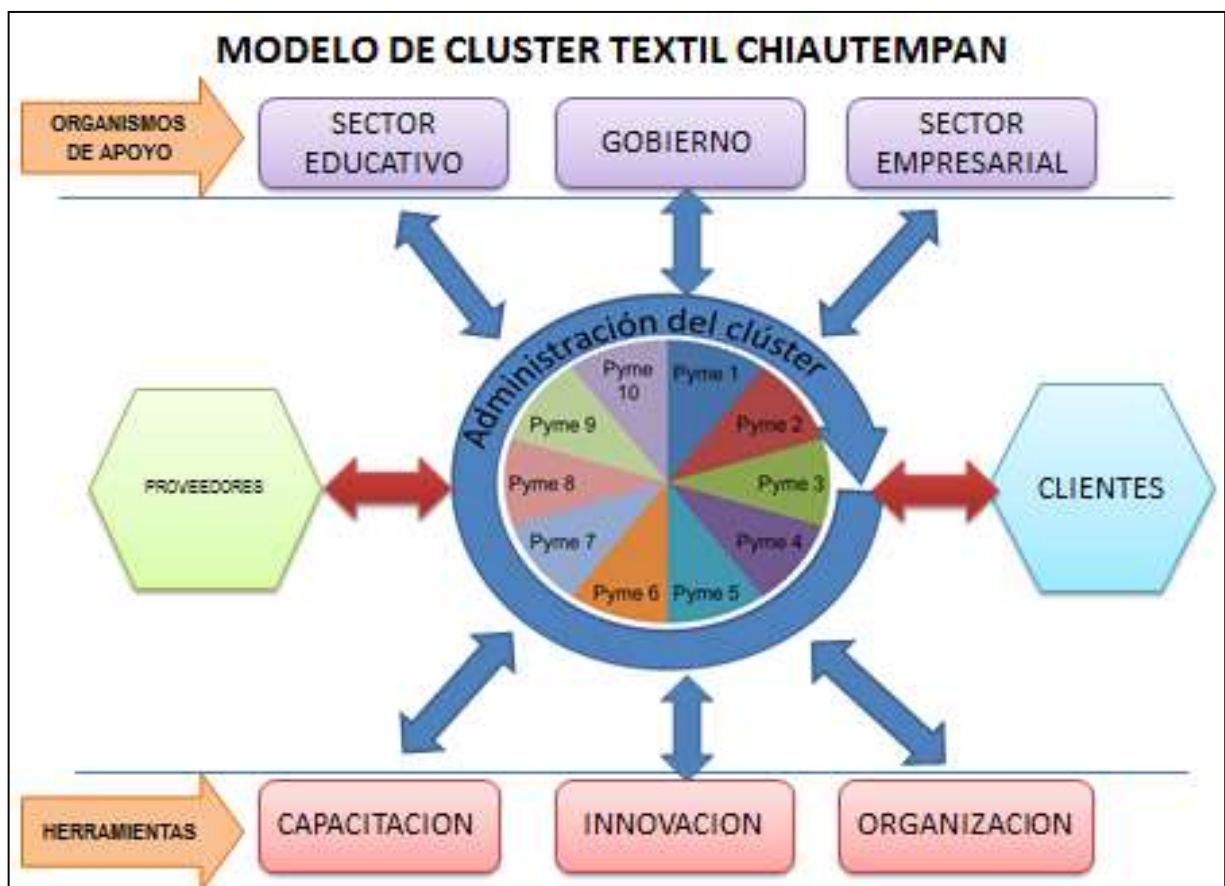 MODELO DE CLUSTER TEXTIL CHIAUTEMPAN
ORGANISMOS
DE APOYO
SECTOR
EDUCATIVO
GOBIERNO
SECTOR
EMPRESARIAL
Administración del clúster
Pyme 1
Pyme 2
Pyme 3
Pyme 4
Pyme 5
Pyme 6
Pyme 7
Pyme 8
Pyme 9
Pyme
10
PROVEEDORES
CLIENTES
HERRAMIENTAS
CAPACITACION
INNOVACION
ORGANIZACION